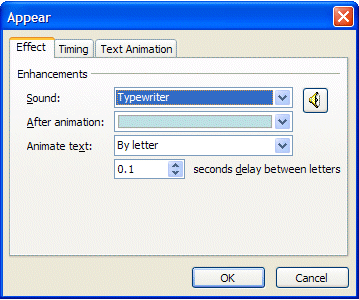 Appear
Effect Timing Text Animation
Enhancements
Sound: Typewriter
After animation:
Animate text: By letter
0.1 seconds delay between letters
OK Cancel